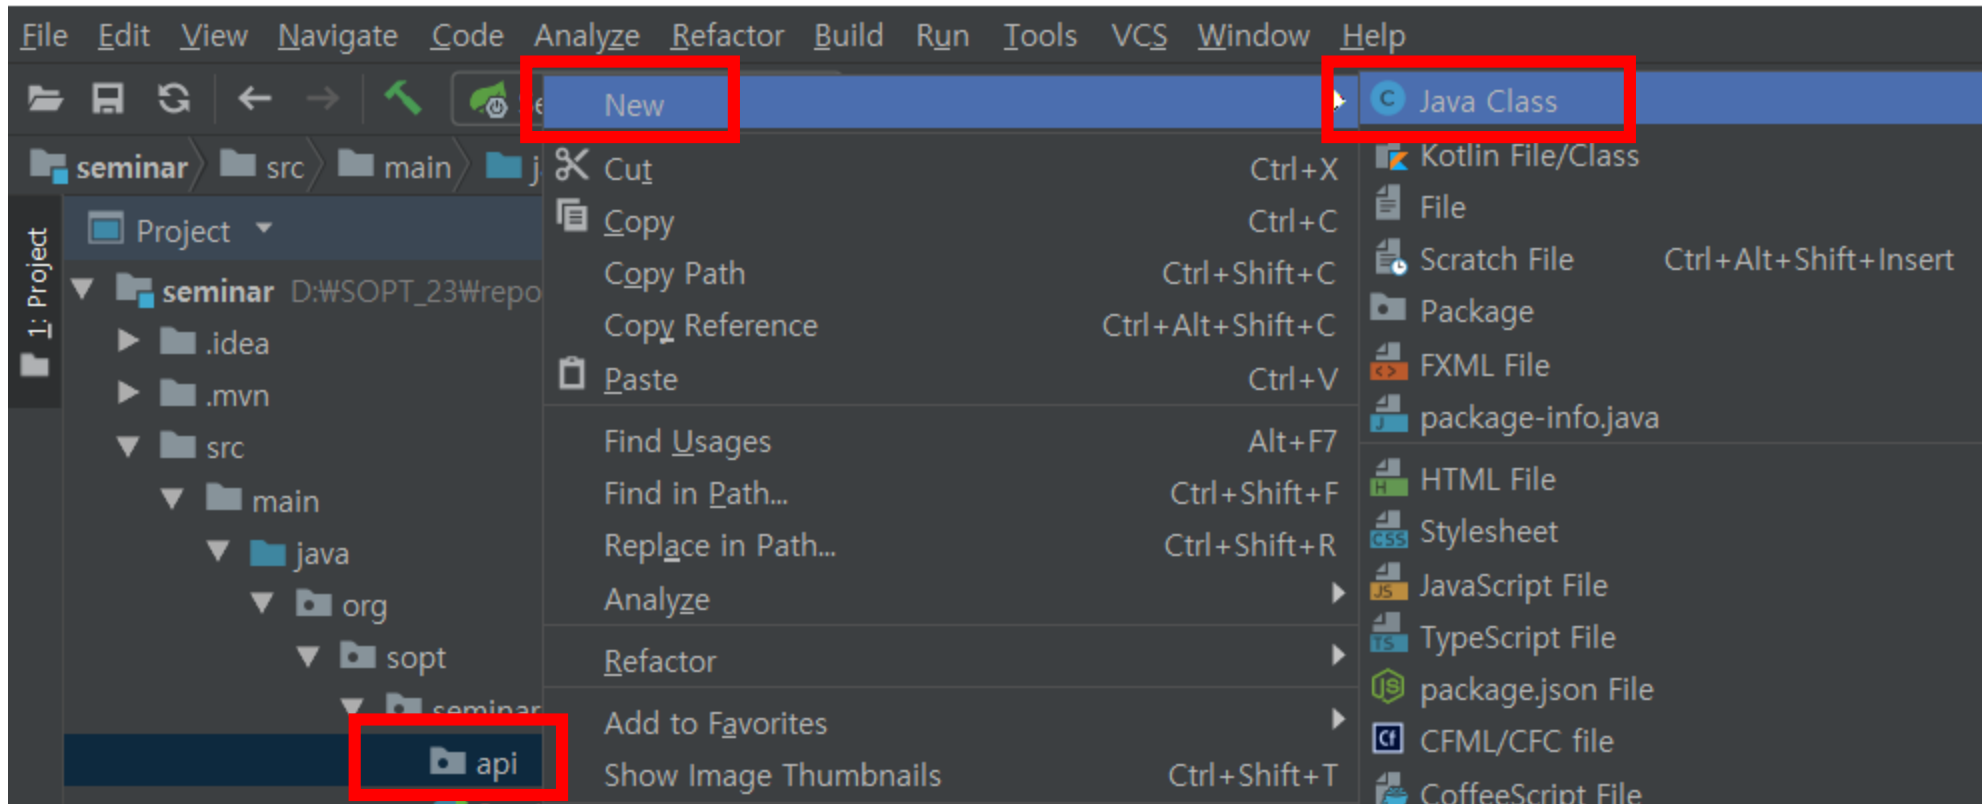 File Edit View Navigate Code Analyze Refactor Build Run Tools VCS Window Help
seminar src main j
1: Project
Project
seminar D:₩SOPT_23₩repo
.idea
.mvn
src
main
java
org
sopt
seminar
api
New
Cut Ctrl+X
Copy Ctrl+C
Copy Path Ctrl+Shift+C
Copy Reference Ctrl+Alt+Shift+C
Paste Ctrl+V
Find Usages Alt+F7
Find in Path... Ctrl+Shift+F
Replace in Path... Ctrl+Shift+R
Analyze
Refactor
Add to Favorites
Show Image Thumbnails Ctrl+Shift+T
Java Class
Kotlin File/Class
File
Scratch File Ctrl+Alt+Shift+Insert
Package
FXML File
package-info.java
HTML File
Stylesheet
JavaScript File
TypeScript File
package.json File
CFML/CFC file
CoffeeScript File